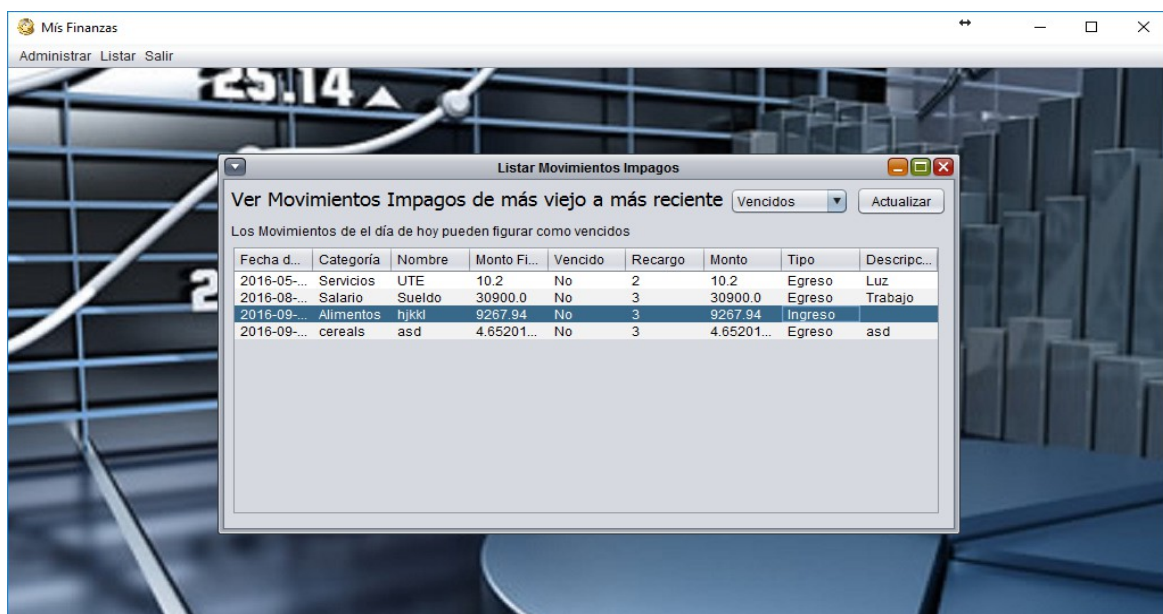 Mís Finanzas
Administrar Listar Salir
25.14
Listar Movimientos Impagos
Ver Movimientos Impagos de más viejo a más reciente Vencidos Actualizar
Los Movimientos de el día de hoy pueden figurar como vencidos
Fecha d... Categoría Nombre Monto Fi... Vencido Recargo Monto Tipo Descripc...
2016-05-... Servicios UTE 10.2 No 2 10.2 Egreso Luz
2016-08-... Salario Sueldo 30900.0 No 3 30900.0 Egreso Trabajo
2016-09-... Alimentos hjkkl 9267.94 No 3 9267.94 Ingreso
2016-09-... cereals asd 4.65201... No 3 4.65201... Egreso asd
2